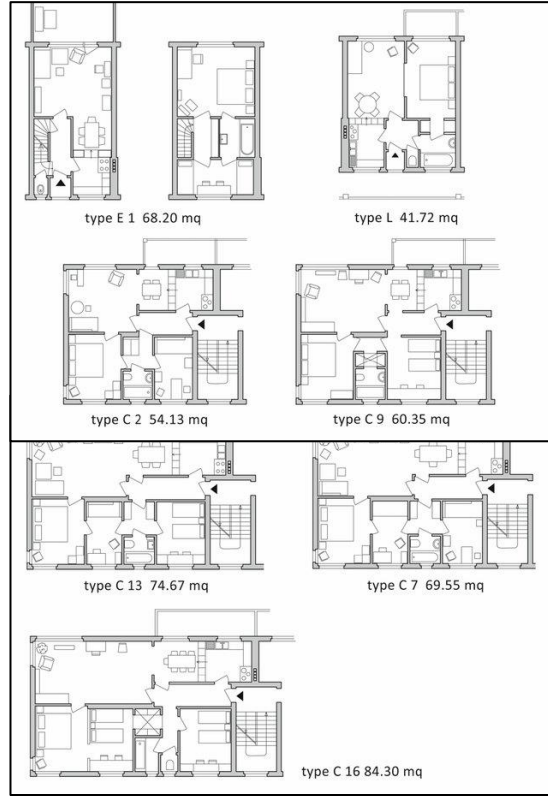 type E 1 68.20 mq
type L 41.72 mq
type C 2 54.13 mq
type C 9 60.35 mq
type C 13 74.67 mq
type C 7 69.55 mq
type C 16 84.30 mq